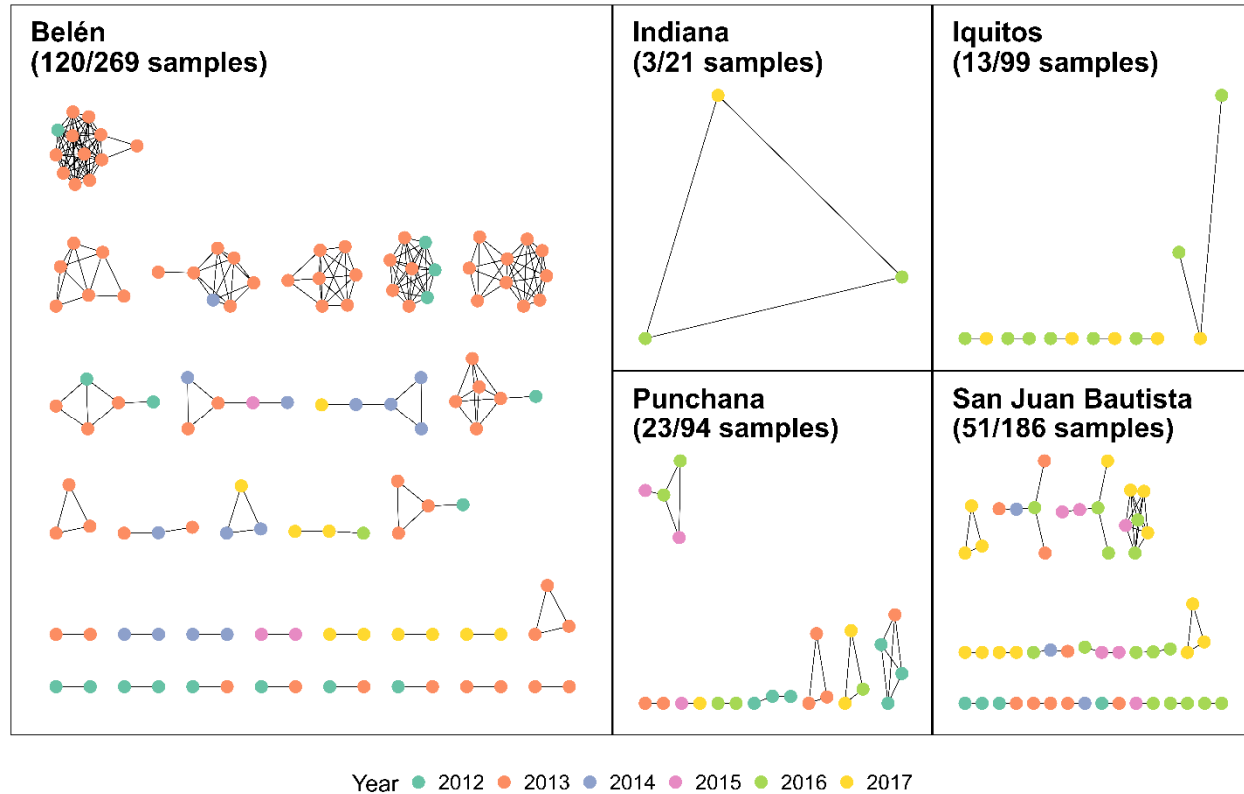 Belén
(120/269 samples)
Indiana
(3/21 samples)
Iquitos
(13/99 samples)
Punchana
(23/94 samples)
San Juan Bautista
(51/186 samples)
Year 2012 2013 2014 2015 2016 2017